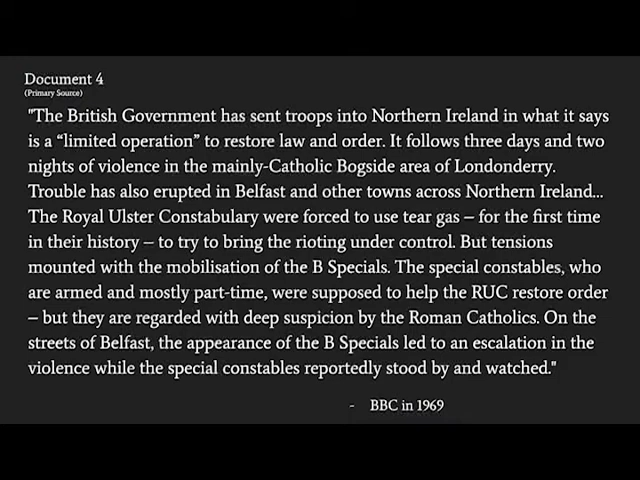 Document 4
(Primary Source)
"The British Government has sent troops into Northern Ireland in what it says
is a “limited operation” to restore law and order. It follows three days and two
nights of violence in the mainly-Catholic Bogside area of Londonderry.
Trouble has also erupted in Belfast and other towns across Northern Ireland...
The Royal Ulster Constabulary were forced to use tear gas – for the first time
in their history – to try to bring the rioting under control. But tensions
mounted with the mobilisation of the B Specials. The special constables, who
are armed and mostly part-time, were supposed to help the RUC restore order
– but they are regarded with deep suspicion by the Roman Catholics. On the
streets of Belfast, the appearance of the B Specials led to an escalation in the
violence while the special constables reportedly stood by and watched."
- BBC in 1969